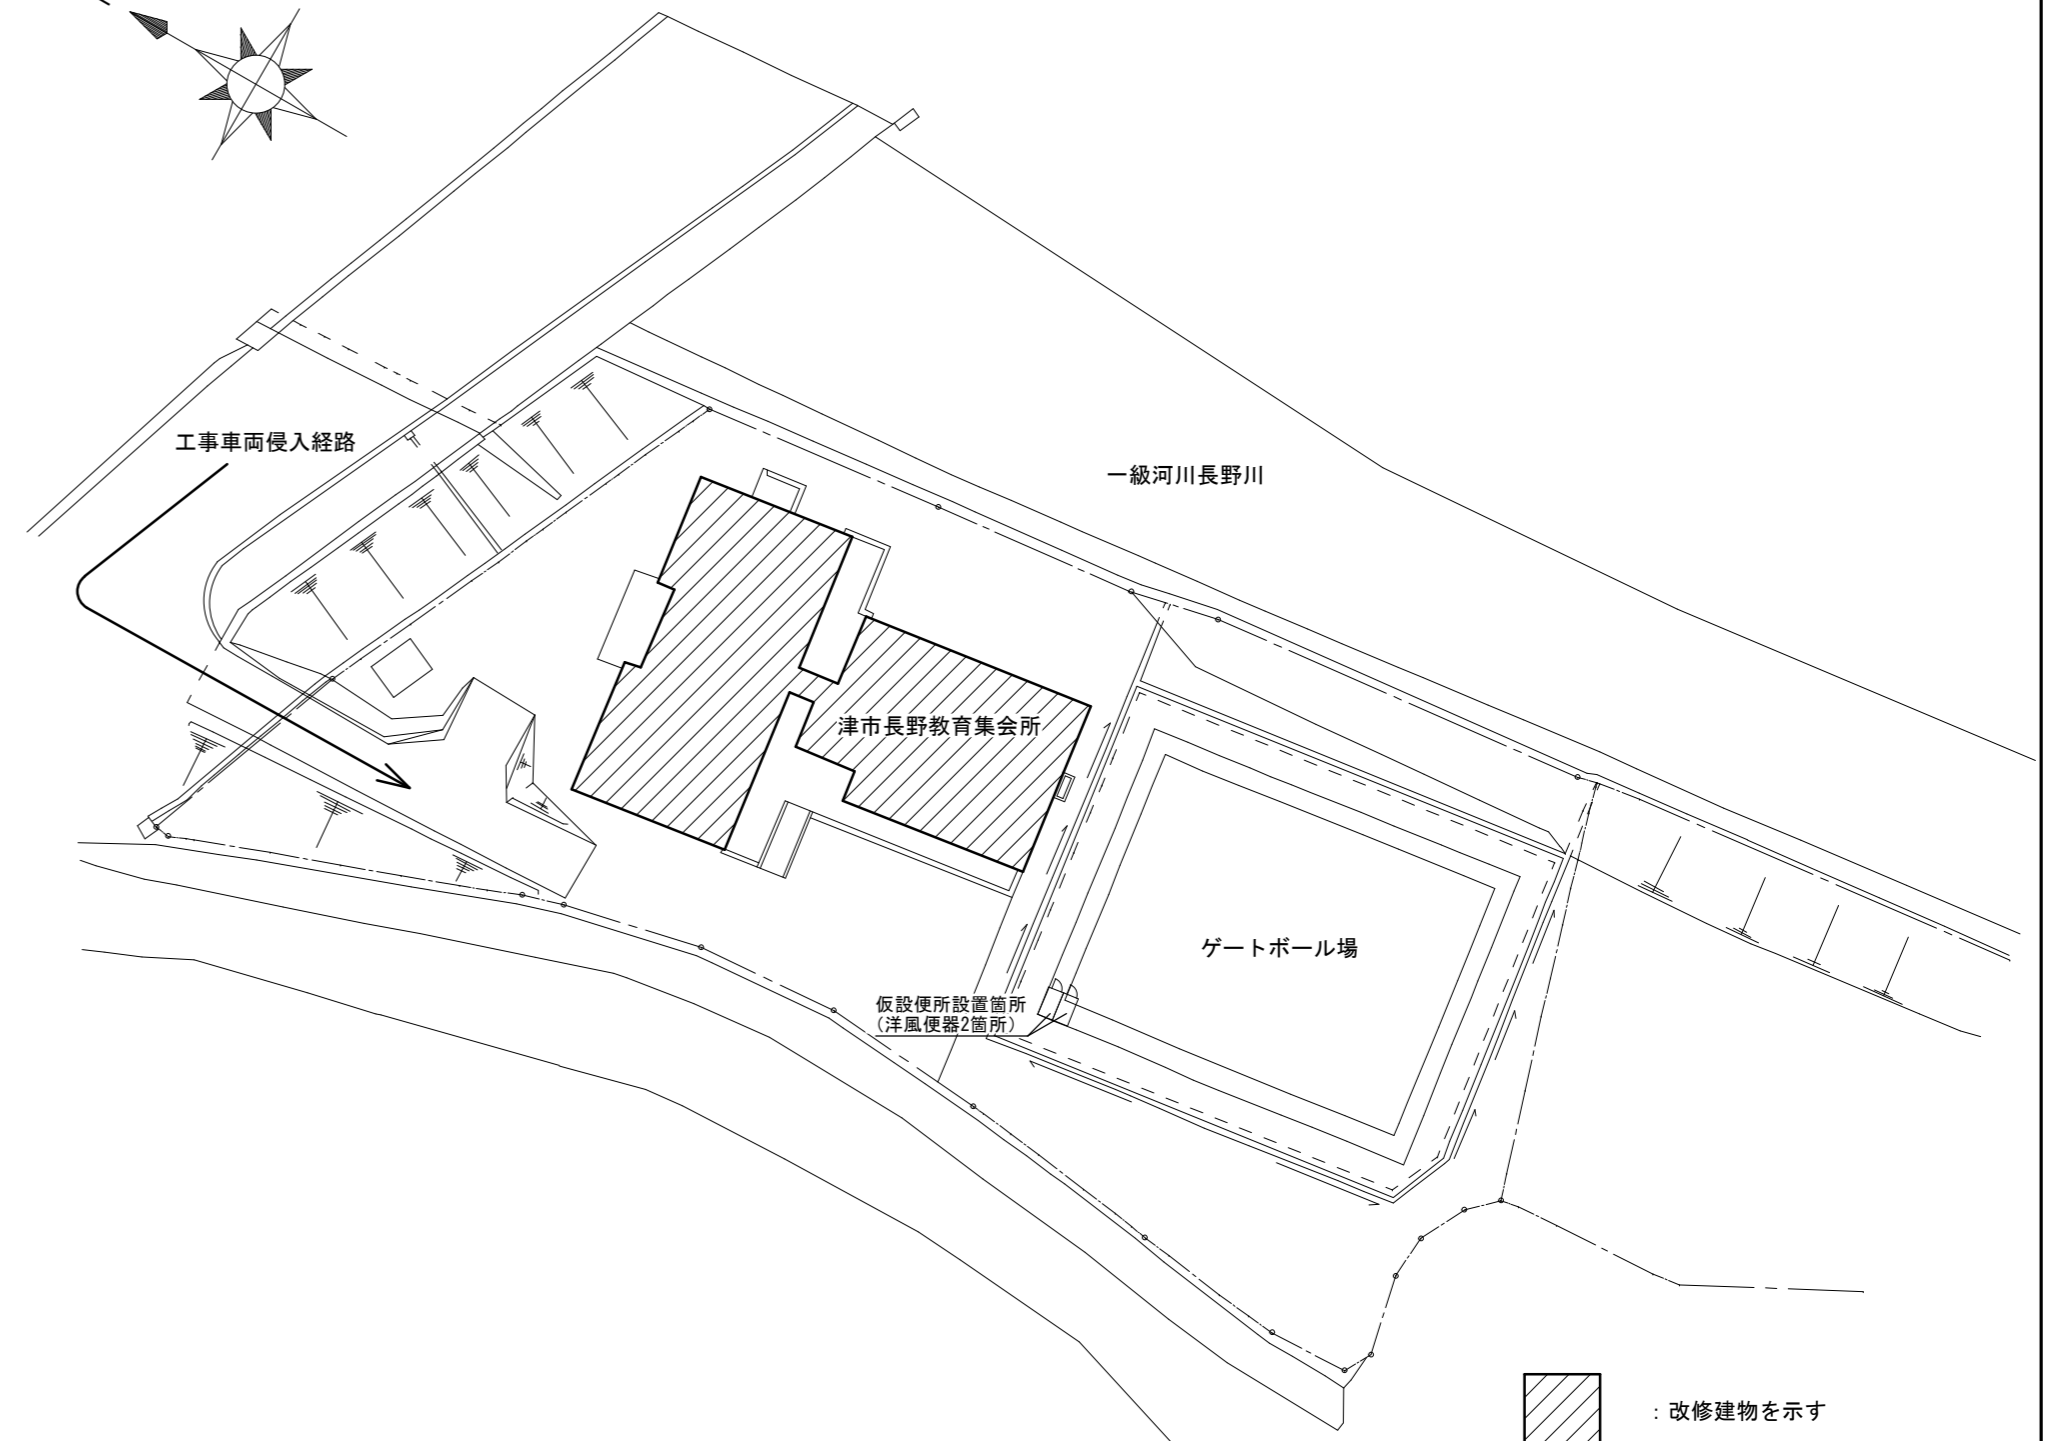 工事車両侵入経路
一級河川長野川
津市長野教育集会所
ゲートボール場
仮設便所設置箇所
(洋風便器2箇所)
：改修建物を示す